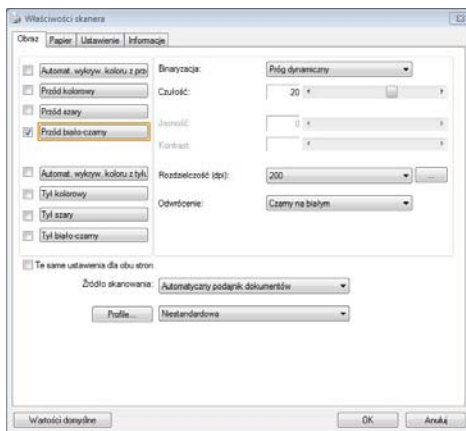 Właściwości skanera
Obraz Papier Ustawienie Informacje
Automat. wykryw. koloru z prz
Binaryzacja: Próg dynamiczny
Przód kolorowy
Czułość: 20
Przód szary
Przód biało-czarny
Jasność: 0
Kontrast:
Automat. wykryw. koloru z tyłu
Rozdzielczość (dpi): 200 ...
Tył kolorowy
Odwrócenie: Czarny na białym
Tył szary
Tył biało-czarny
Te same ustawienia dla obu stron
Źródło skanowania: Automatyczny podajnik dokumentów
Profile... Niestandardowa
Wartości domyślne OK Anuluj